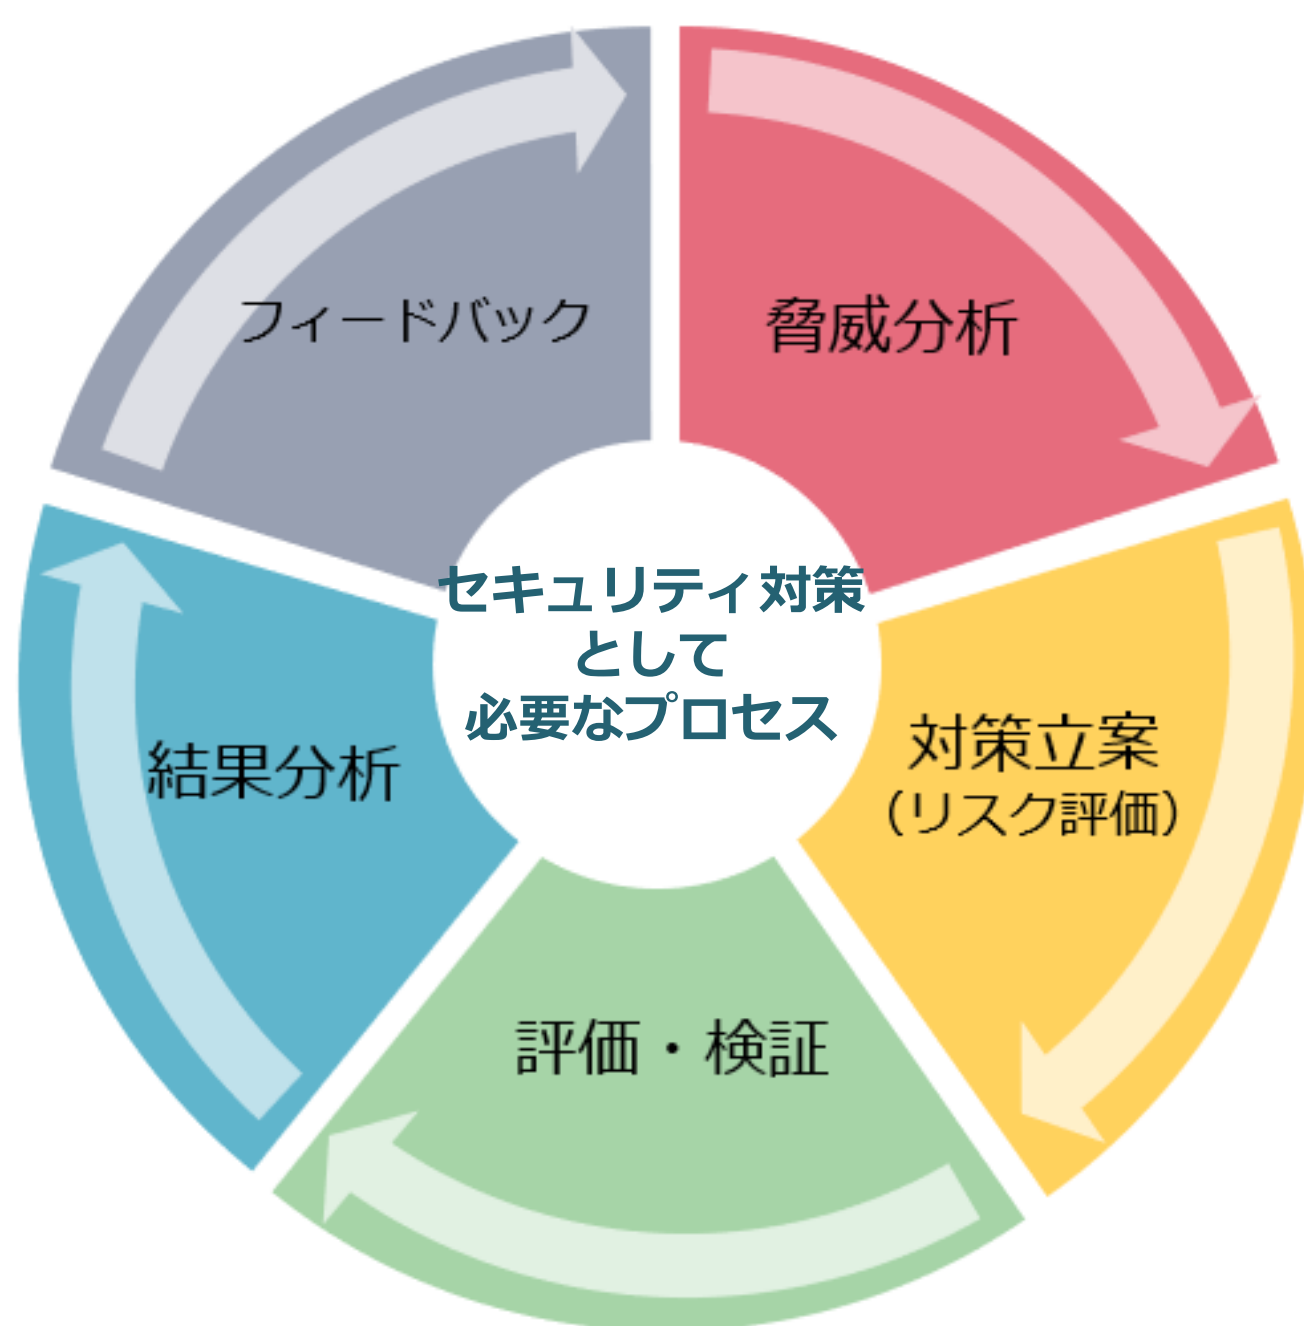 セキュリティ対策
として
必要なプロセス
脅威分析
対策立案
（リスク評価）
評価・検証
結果分析
フィードバック